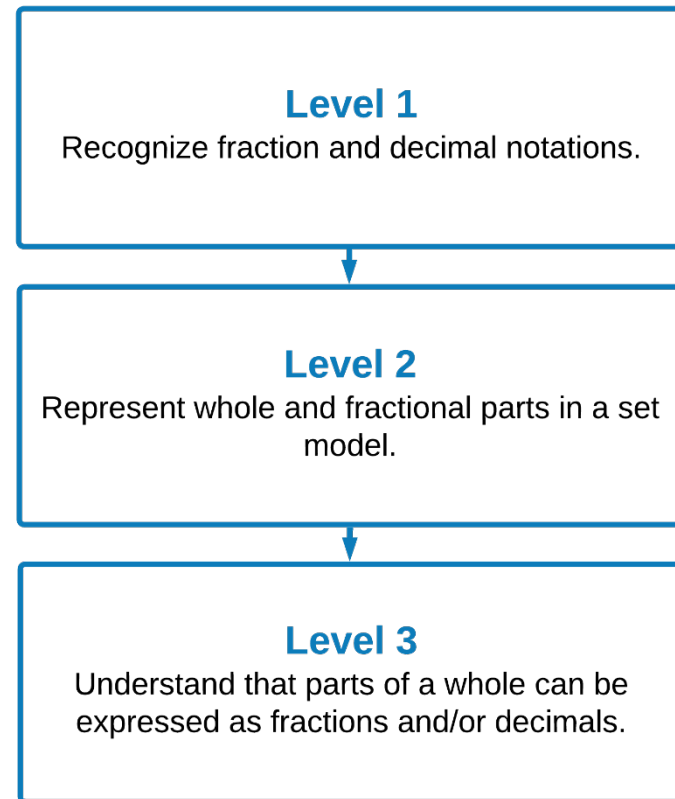 Level 1
Recognize fraction and decimal notations.
Level 2
Represent whole and fractional parts in a set
model.
Level 3
Understand that parts of a whole can be
expressed as fractions and/or decimals.